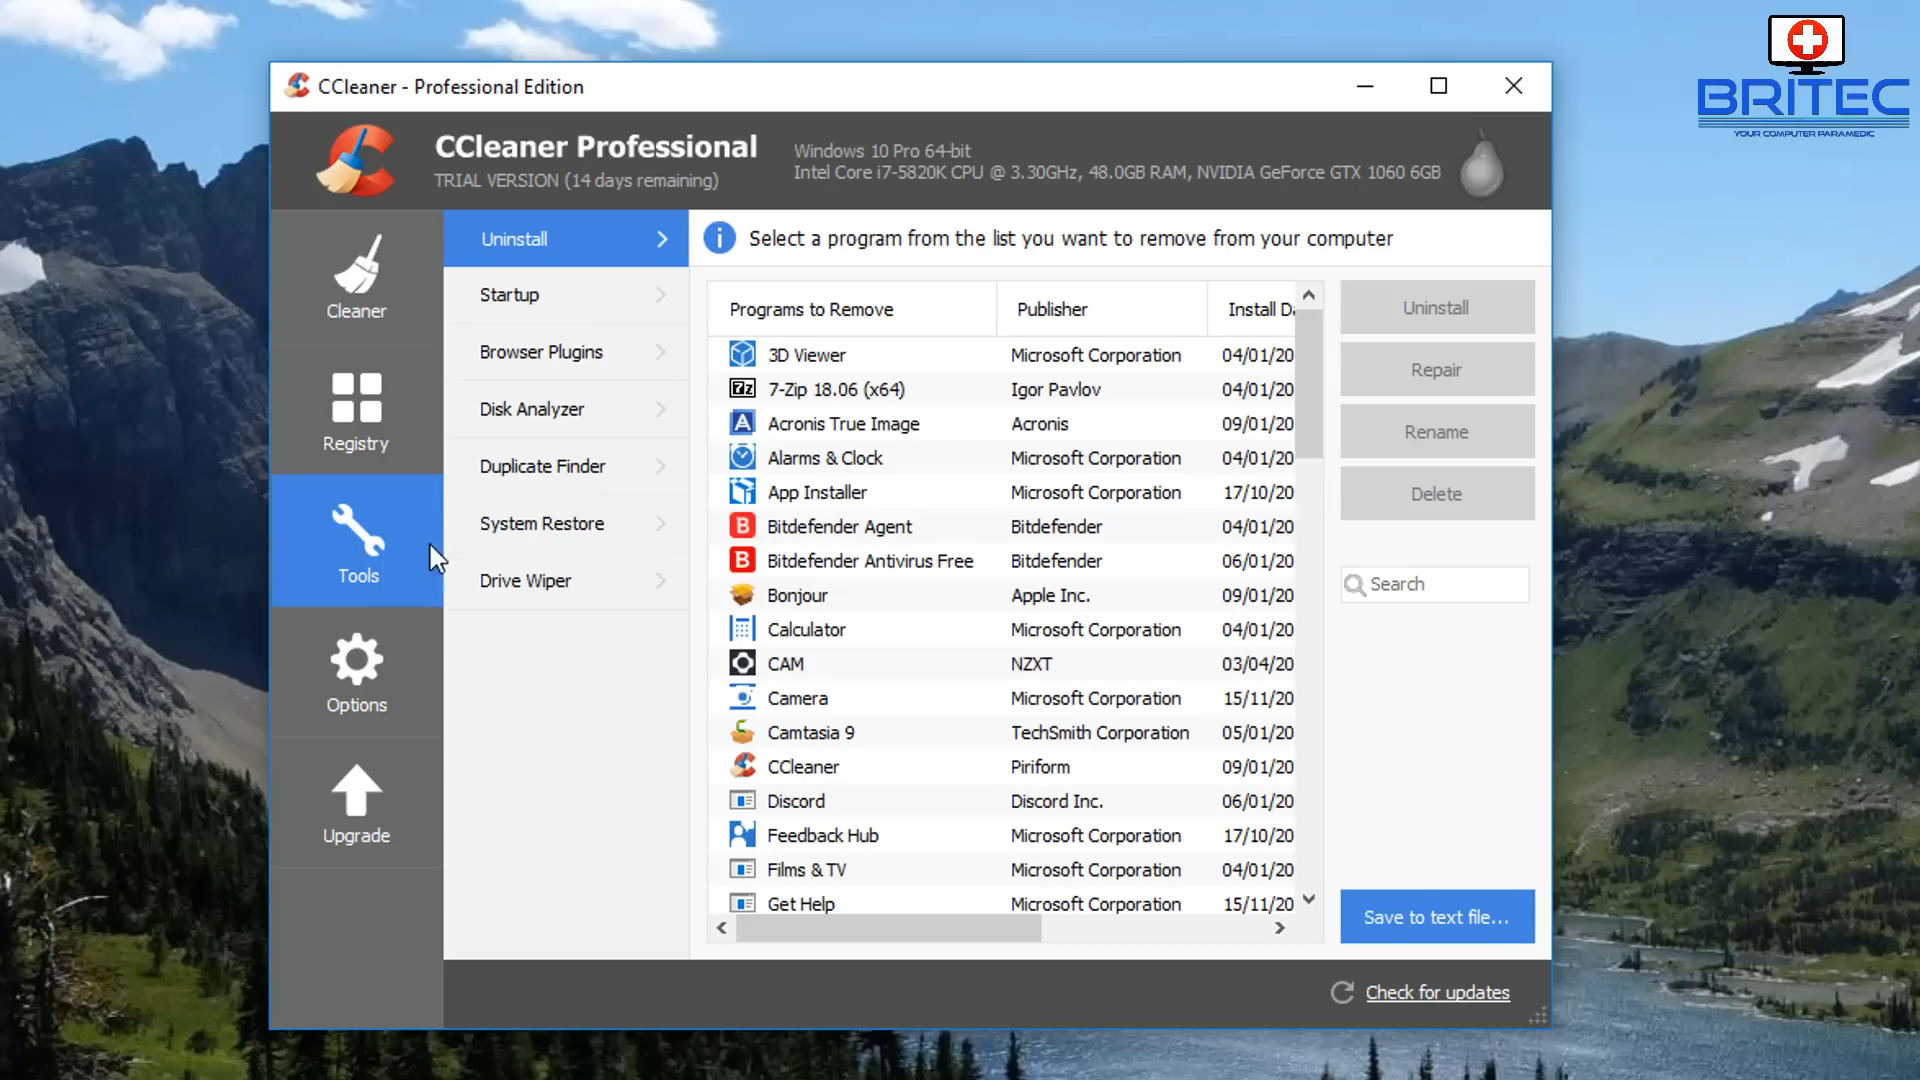 BRITEC
YOUR COMPUTER PARAMEDIC
CCleaner - Professional Edition
CCleaner Professional
TRIAL VERSION (14 days remaining)
Windows 10 Pro 64-bit
Intel Core i7-5820K CPU @ 3.30GHz, 48.0GB RAM, NVIDIA GeForce GTX 1060 6GB
Cleaner
Registry
Tools
Options
Upgrade
Uninstall
Startup
Browser Plugins
Disk Analyzer
Duplicate Finder
System Restore
Drive Wiper
i Select a program from the list you want to remove from your computer
Programs to Remove Publisher Install Da
3D Viewer Microsoft Corporation 04/01/20
7z 7-Zip 18.06 (x64) Igor Pavlov 04/01/20
A Acronis True Image Acronis 09/01/20
Alarms & Clock Microsoft Corporation 04/01/20
App Installer Microsoft Corporation 17/10/20
B Bitdefender Agent Bitdefender 04/01/20
B Bitdefender Antivirus Free Bitdefender 06/01/20
Bonjour Apple Inc. 09/01/20
Calculator Microsoft Corporation 04/01/20
CAM NZXT 03/04/20
Camera Microsoft Corporation 15/11/20
Camtasia 9 TechSmith Corporation 05/01/20
CCleaner Piriform 09/01/20
Discord Discord Inc. 06/01/20
Feedback Hub Microsoft Corporation 17/10/20
Films & TV Microsoft Corporation 04/01/20
Get Help Microsoft Corporation 15/11/20
Uninstall
Repair
Rename
Delete
Search
Save to text file...
Check for updates